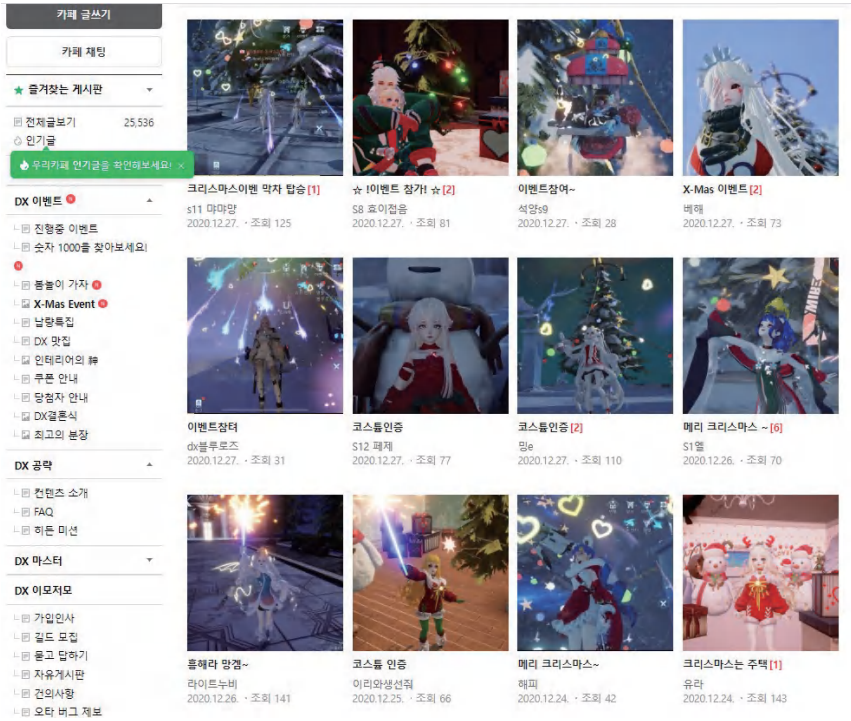 카페 글쓰기
카페 채팅
즐겨찾는 게시판
전체글보기 25,536
인기글
우리카페 인기글을 확인해보세요! ×
DX 이벤트 N
진행중 이벤트
숫자 1000을 찾아보세요!
N
봄놀이 가자 N
X-Mas Event N
납량특집
DX 맛집
인테리어의 神
쿠폰 안내
당첨자 안내
DX결혼식
최고의 분장
DX 공략
컨텐츠 소개
FAQ
히든 미션
DX 마스터
DX 이모저모
가입인사
길드 모집
묻고 답하기
자유게시판
건의사항
오타 버그 제보
크리스마스이벤 막차 탑승[1]
s11 먀먀먕
2020.12.27. · 조회 125
☆ !이벤트 참가! ☆[2]
S8 효이접음
2020.12.27. · 조회 81
이벤트참여~
석양s9
2020.12.27. · 조회 28
X-Mas 이벤트[2]
베해
2020.12.27. · 조회 73
이벤트참텨
dx블루로즈
2020.12.27. · 조회 31
코스튬인증
S12 페제
2020.12.27. · 조회 77
코스튬인증[2]
밍e
2020.12.27. · 조회 110
메리 크리스마스 ~[6]
S1엘
2020.12.26. · 조회 70
흥해라 망겜~
라이트누비
2020.12.26. · 조회 141
코스튬 인증
이리와생선줘
2020.12.25. · 조회 66
메리 크리스마스~
해피
2020.12.24. · 조회 42
크리스마스는 주택[1]
유라
2020.12.24. · 조회 143